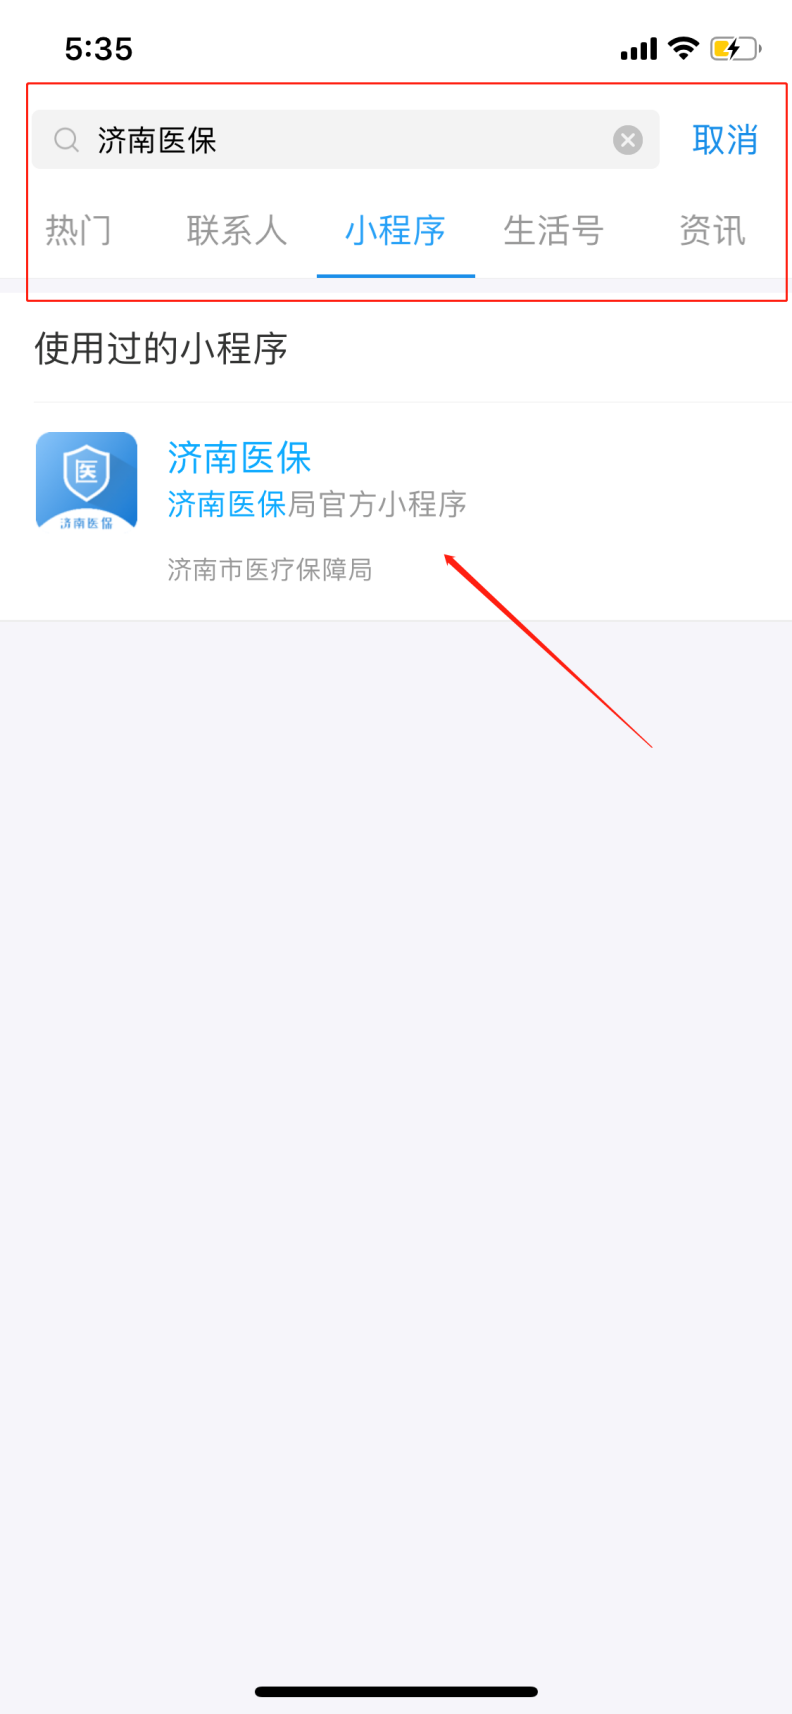 5:35
济南医保 取消
热门 联系人 小程序 生活号 资讯
使用过的小程序
医
济南医保
济南医保
济南医保局官方小程序
济南市医疗保障局